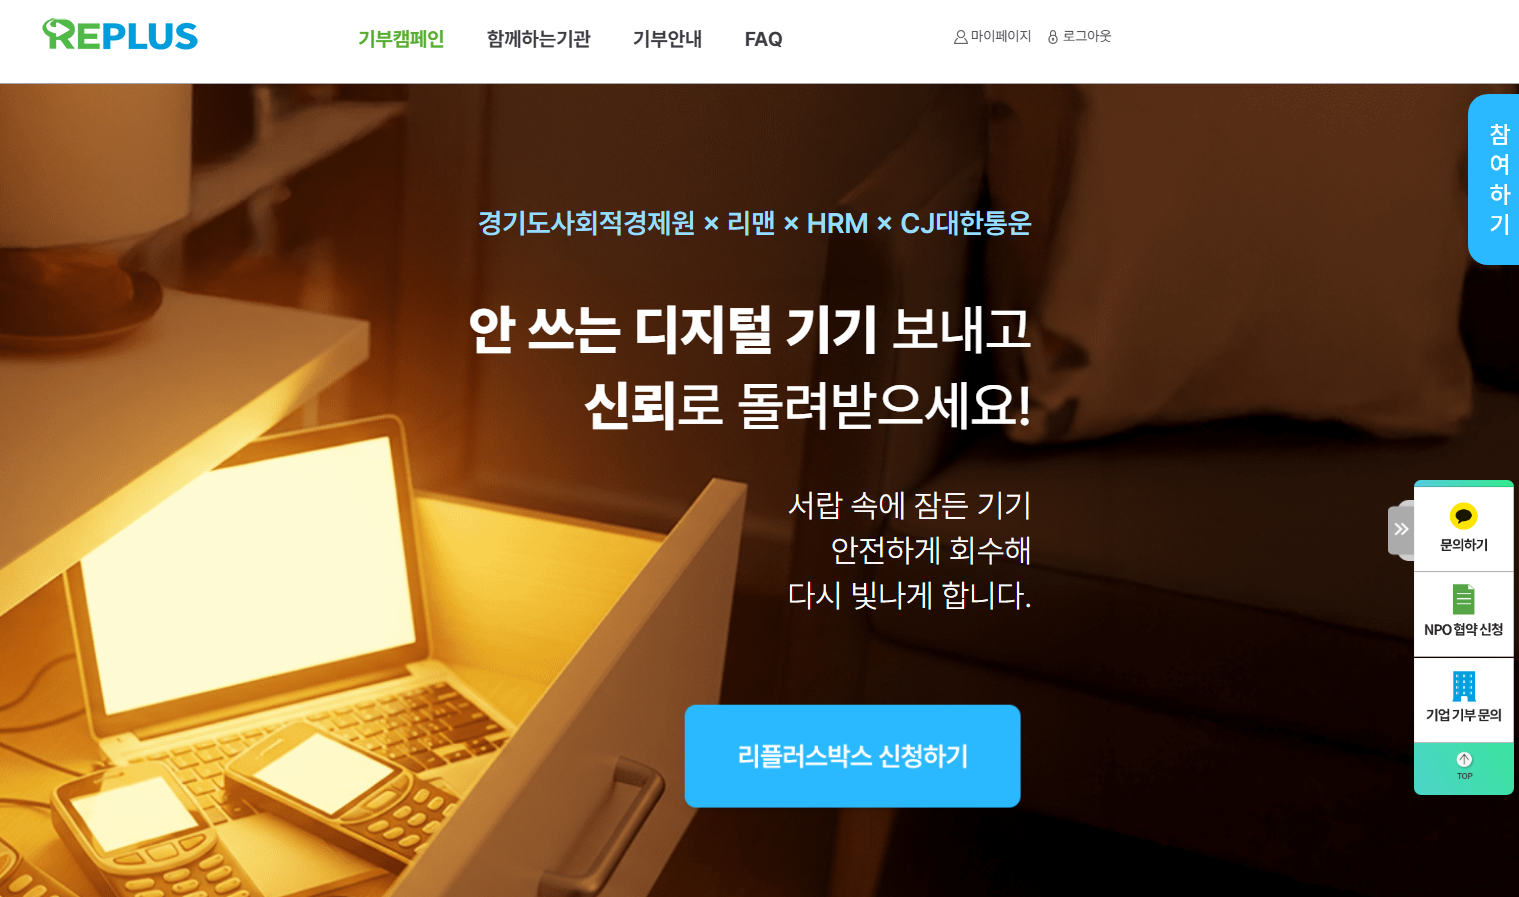 REPLUS
기부캠페인 함께하는기관 기부안내 FAQ
마이페이지 로그아웃
참여하기
경기도사회적경제원 × 리맨 × HRM × CJ대한통운
안 쓰는 디지털 기기 보내고
신뢰로 돌려받으세요!
서랍 속에 잠든 기기
안전하게 회수해
다시 빛나게 합니다.
리플러스박스 신청하기
문의하기
NPO 협약 신청
기업 기부 문의
TOP